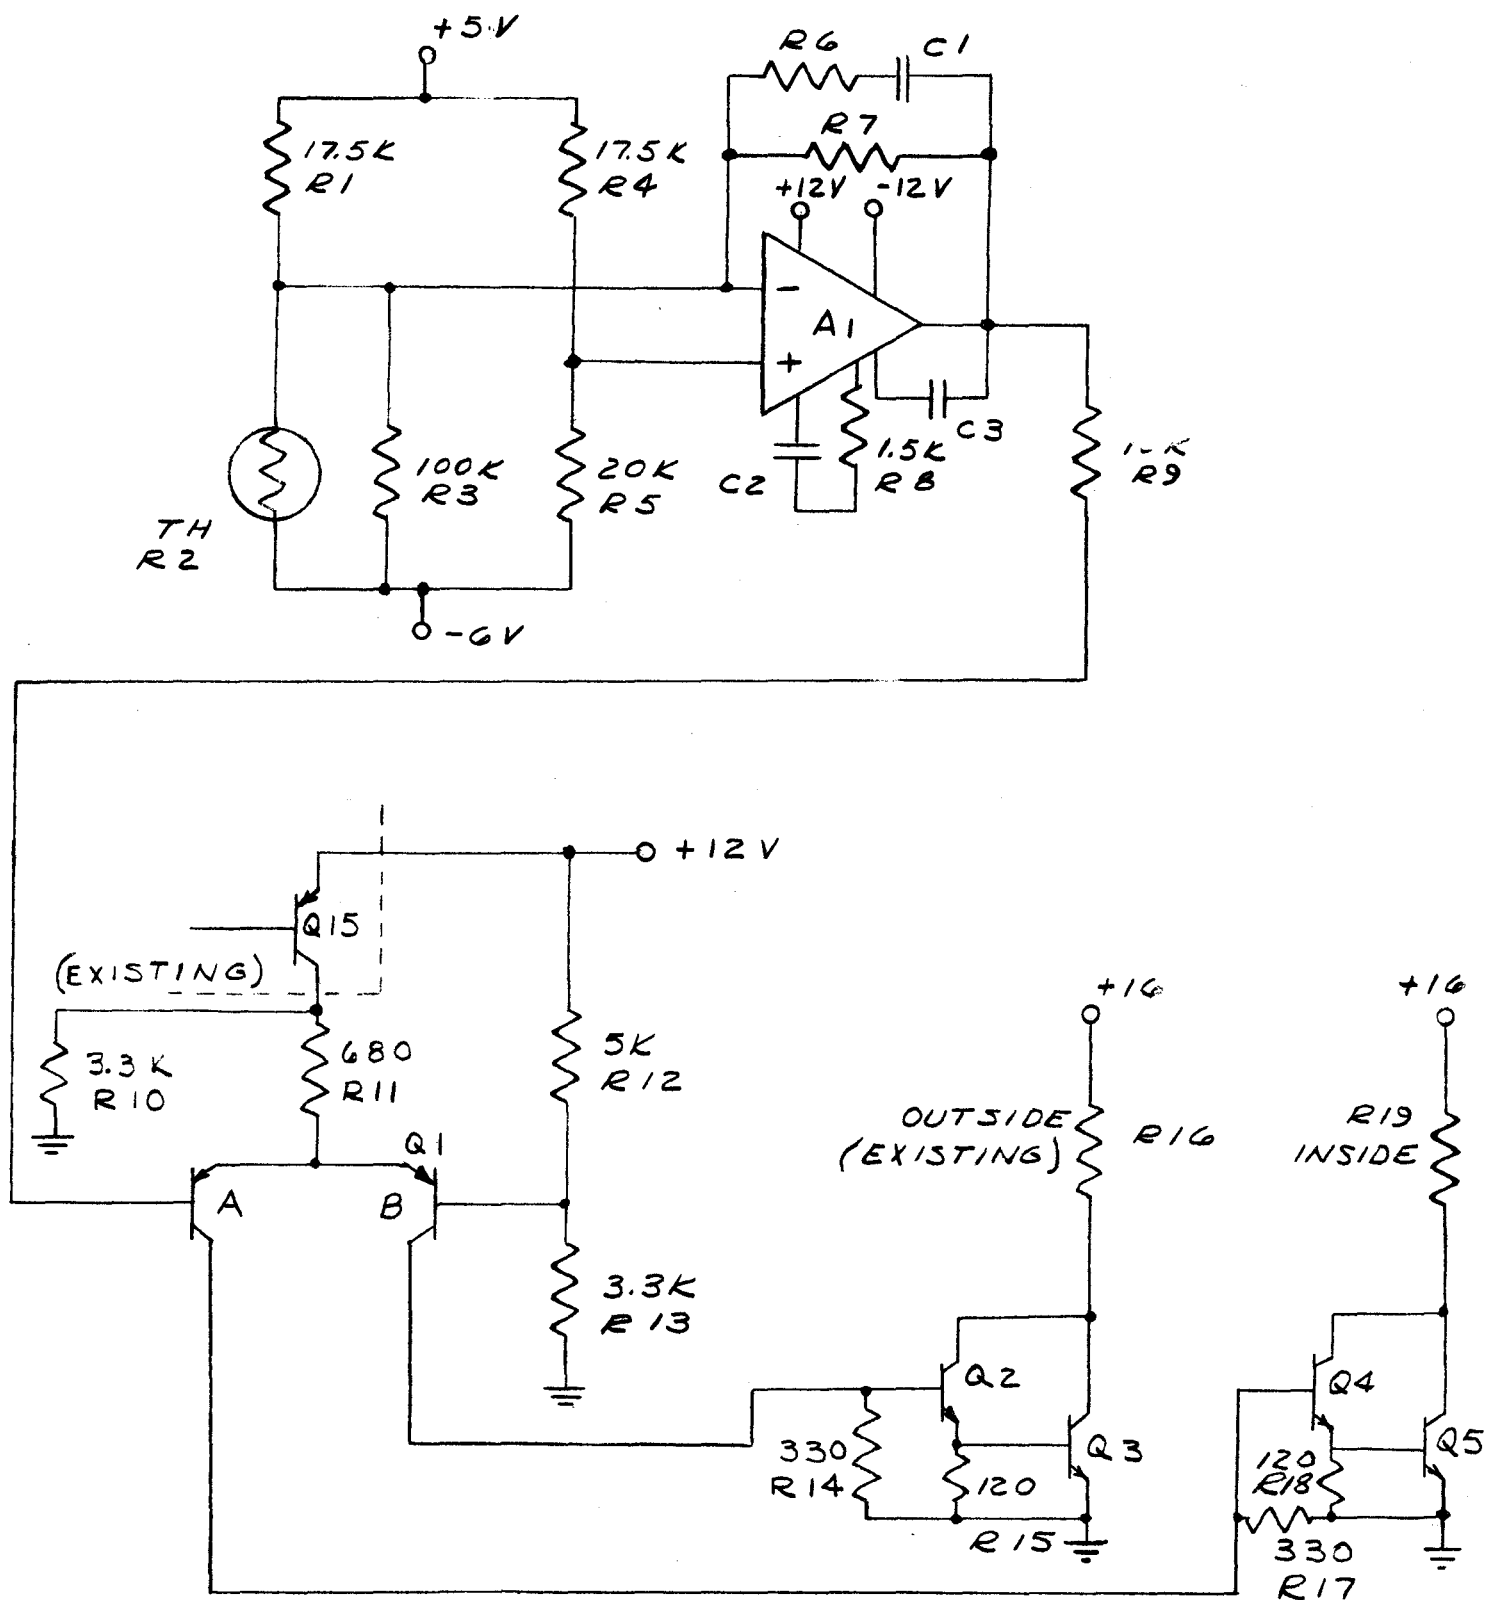 +5V
17.5K
R1
17.5K
R4
R6
C1
R7
+12V
-12V
-
A1
+
TH
R2
100K
R3
20K
R5
C2
1.5K
R8
C3
R9
-6V
+12V
Q15
(EXISTING)
3.3K
R10
680
R11
5K
R12
Q1
A
B
3.3K
R13
+16
OUTSIDE
(EXISTING)
R16
+16
R19
INSIDE
Q2
Q3
330
R14
120
R15
Q4
Q5
120
R18
330
R17